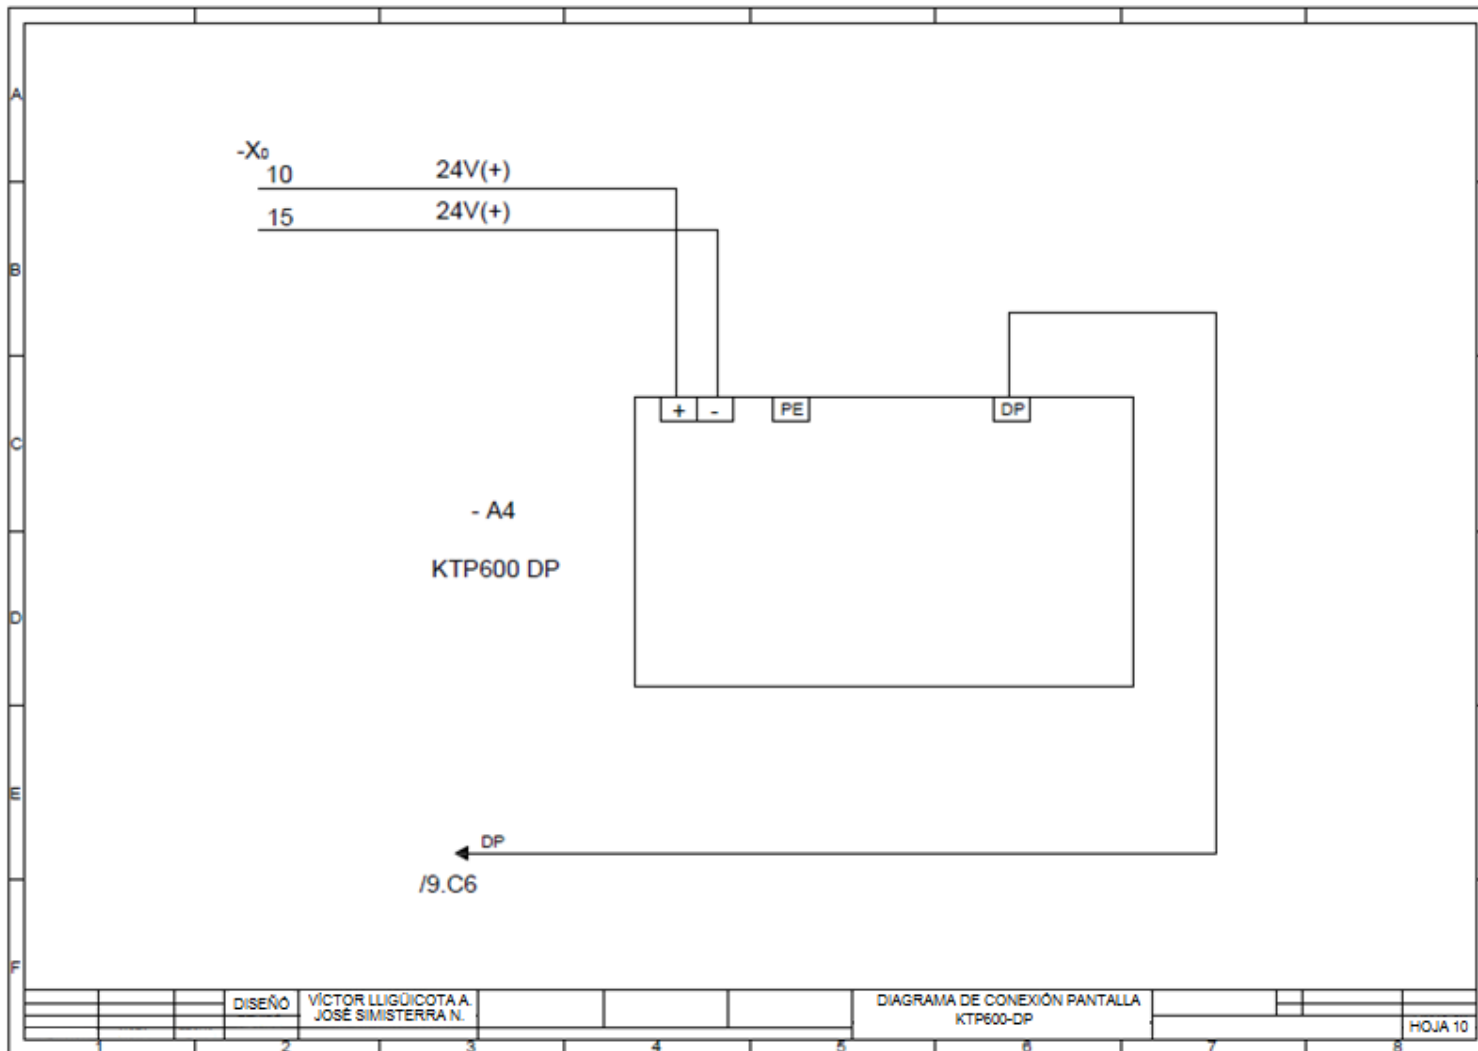 A
-X₀
10 24V(+)
15 24V(+)
B
+ - PE DP
C
- A4
KTP600 DP
D
E
DP
/9.C6
F
DISEÑO
VÍCTOR LLIGÜICOTA A.
JOSÉ SIMISTERRA N.
DIAGRAMA DE CONEXIÓN PANTALLA
KTP600-DP
HOJA 10
1 2 3 4 5 6 7 8